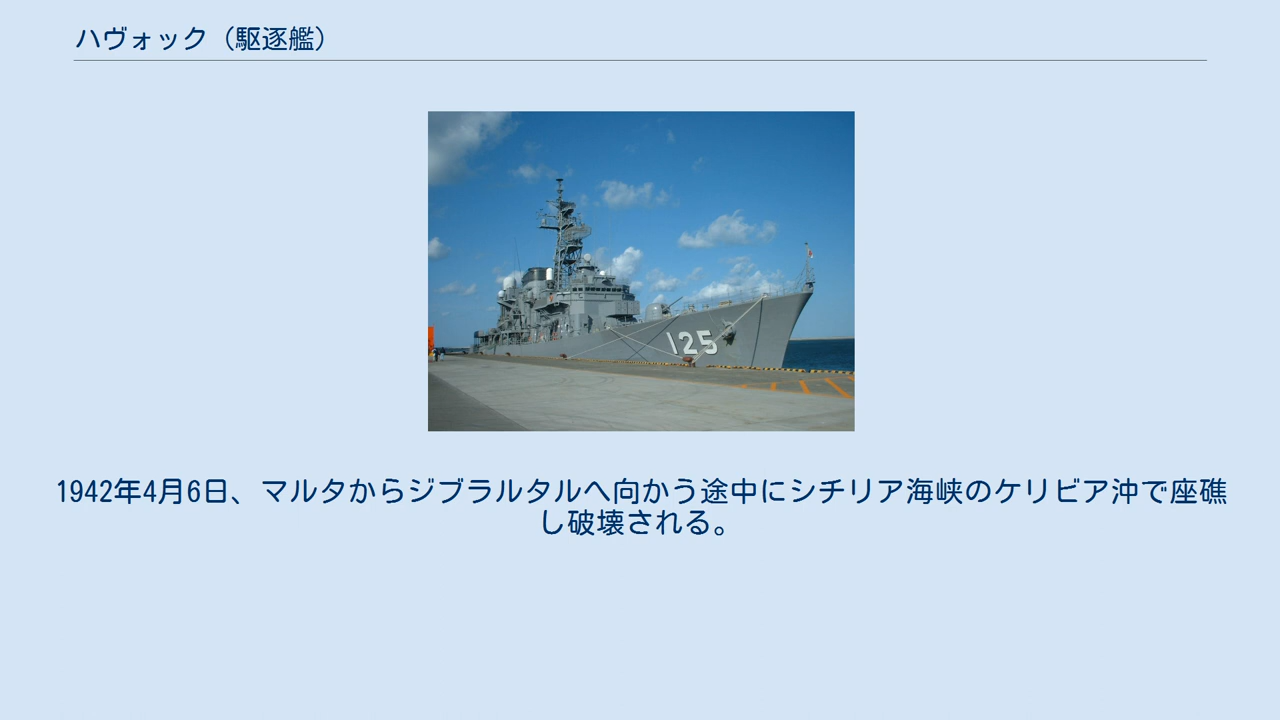 ハヴォック（駆逐艦）
125
1942年4月6日、マルタからジブラルタルへ向かう途中にシチリア海峡のケリビア沖で座礁
し破壊される。